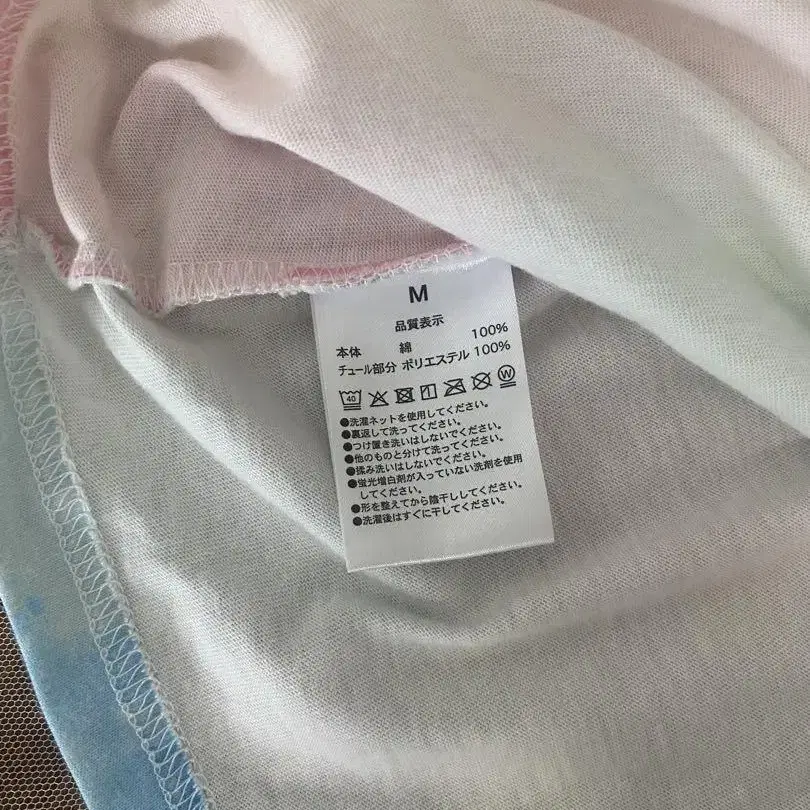 M
品質表示
本体 綿 100%
チュール部分 ポリエステル 100%
40 W
●洗濯ネットを使用してください。
●裏返して洗ってください。
●つけ置き洗いはしないでください。
●他のものと分けて洗ってください。
●揉み洗いはしないでください。
●蛍光増白剤が入っていない洗剤を使用
してください。
●形を整えてから陰干ししてください。
●洗濯後はすぐに干してください。